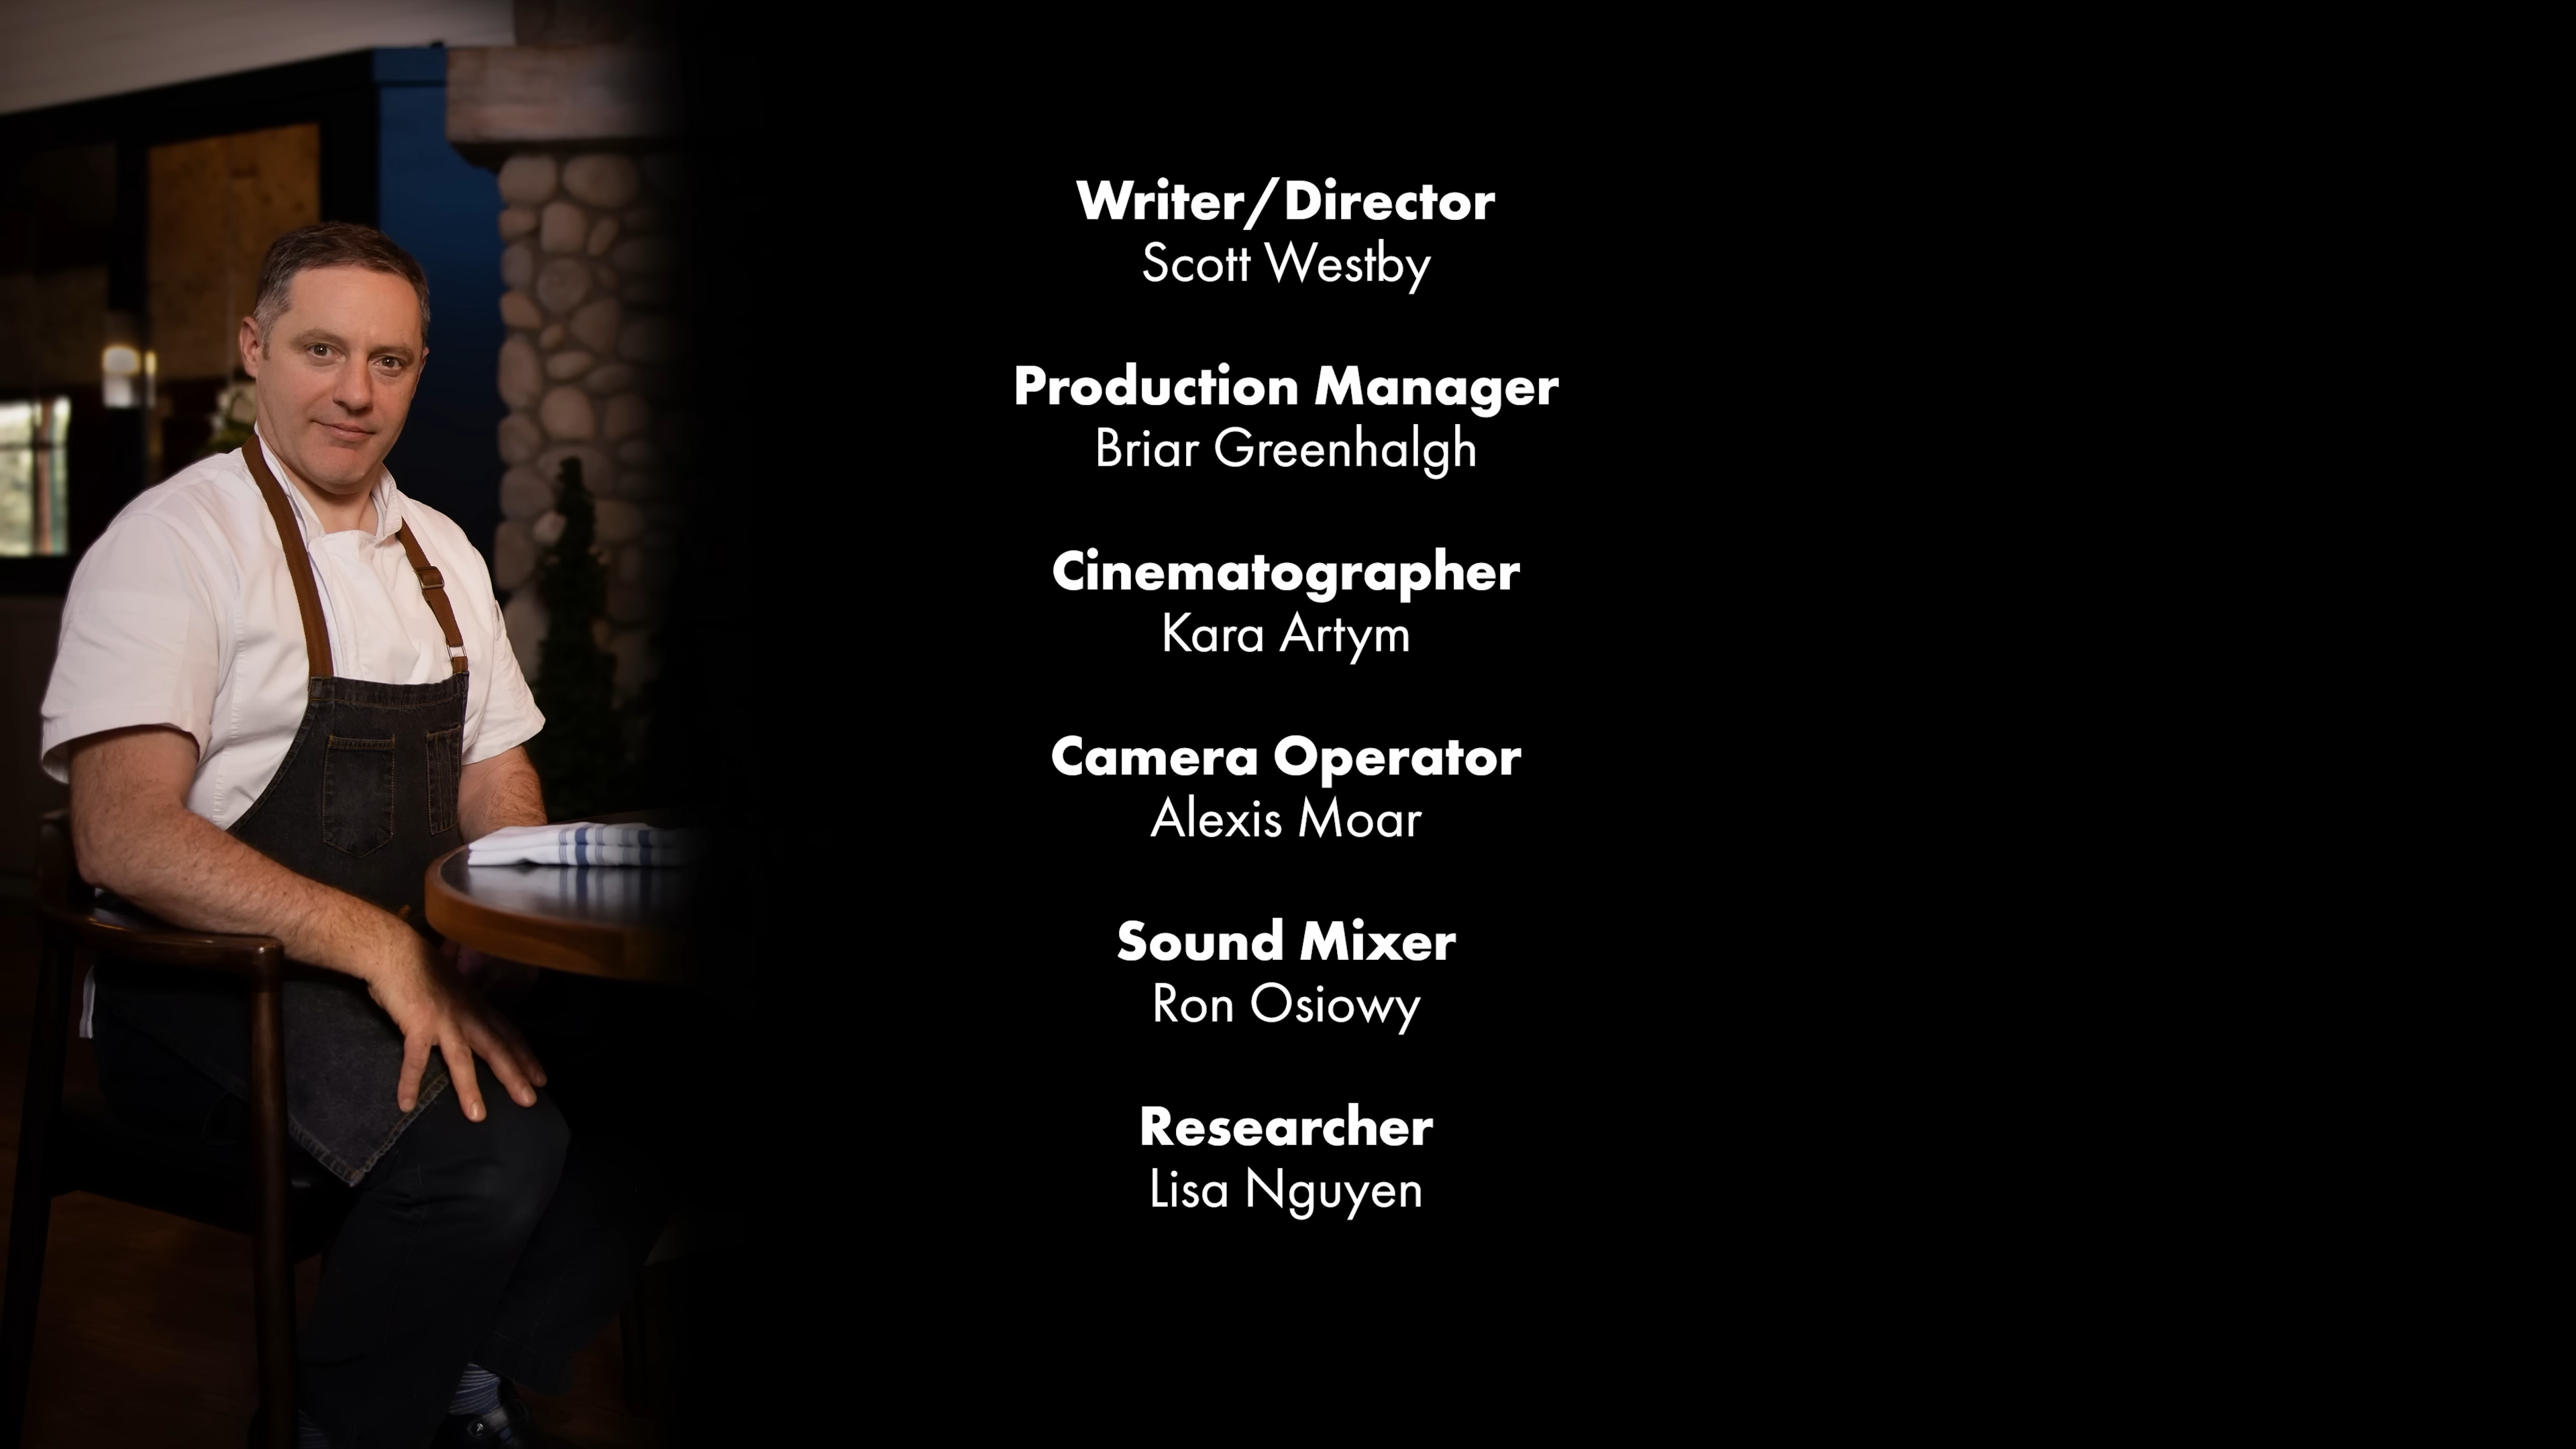 Writer/Director
Scott Westby
Production Manager
Briar Greenhalgh
Cinematographer
Kara Artym
Camera Operator
Alexis Moar
Sound Mixer
Ron Osiowy
Researcher
Lisa Nguyen